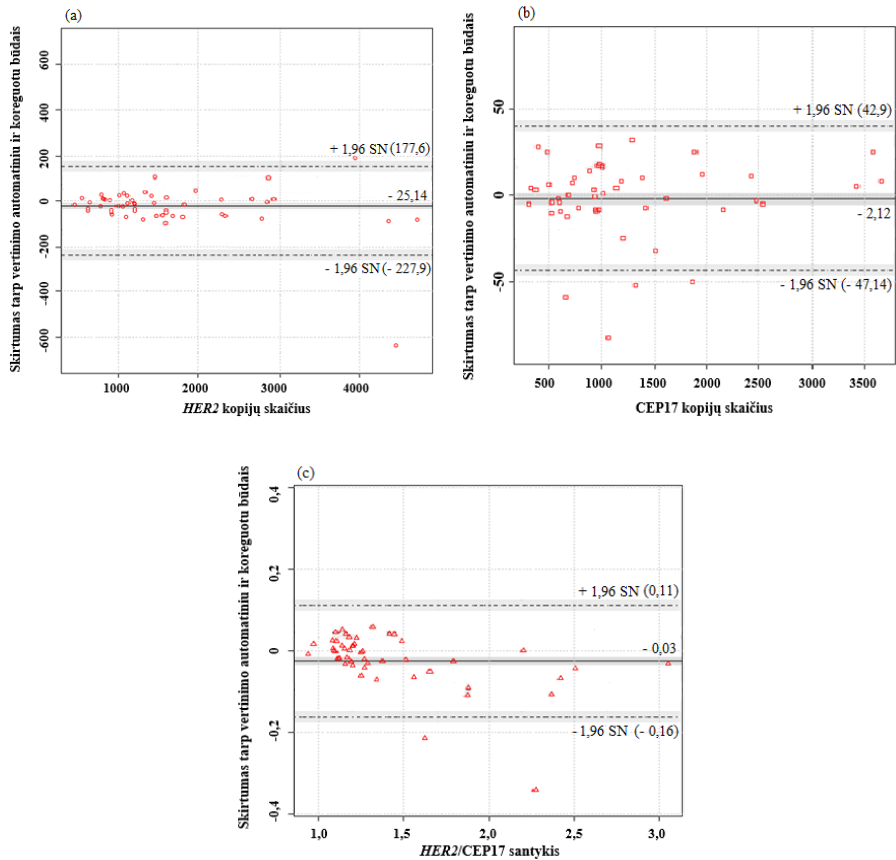 (a)
Skirtumas tarp vertinimo automatiniu ir koreguotu būdais
600
400
200
0
-200
-400
-600
+ 1,96 SN (177,6)
- 25,14
- 1,96 SN (- 227,9)
1000
2000
3000
4000
HER2 kopijų skaičius
(b)
Skirtumas tarp vertinimo automatiniu ir koreguotu būdais
50
0
-50
+ 1,96 SN (42,9)
- 2,12
- 1,96 SN (- 47,14)
500
1000
1500
2000
2500
3000
3500
CEP17 kopijų skaičius
(c)
Skirtumas tarp vertinimo automatiniu ir koreguotu būdais
0,4
0,2
0
-0,2
-0,4
+ 1,96 SN (0,11)
- 0,03
- 1,96 SN (- 0,16)
1,0
1,5
2,0
2,5
3,0
HER2/CEP17 santykis